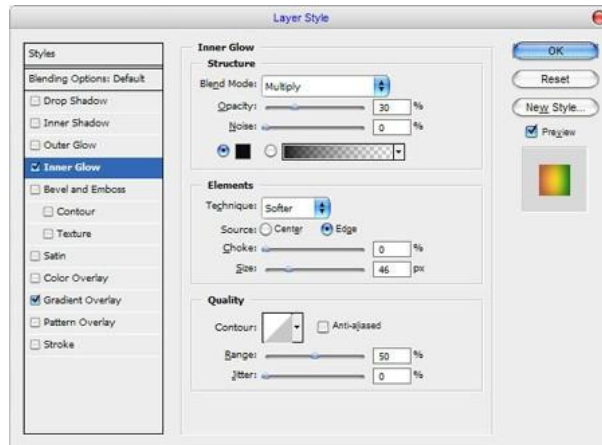 Layer Style
Styles
Blending Options: Default
Drop Shadow
Inner Shadow
Outer Glow
Inner Glow
Bevel and Emboss
Contour
Texture
Satin
Color Overlay
Gradient Overlay
Pattern Overlay
Stroke
Inner Glow
Structure
Blend Mode: Multiply
Opacity: 30 %
Noise: 0 %
Elements
Technique: Softer
Source: Center Edge
Choke: 0 %
Size: 46 px
Quality
Contour: Anti-aliased
Range: 50 %
Jitter: 0 %
OK
Reset
New Style...
Preview